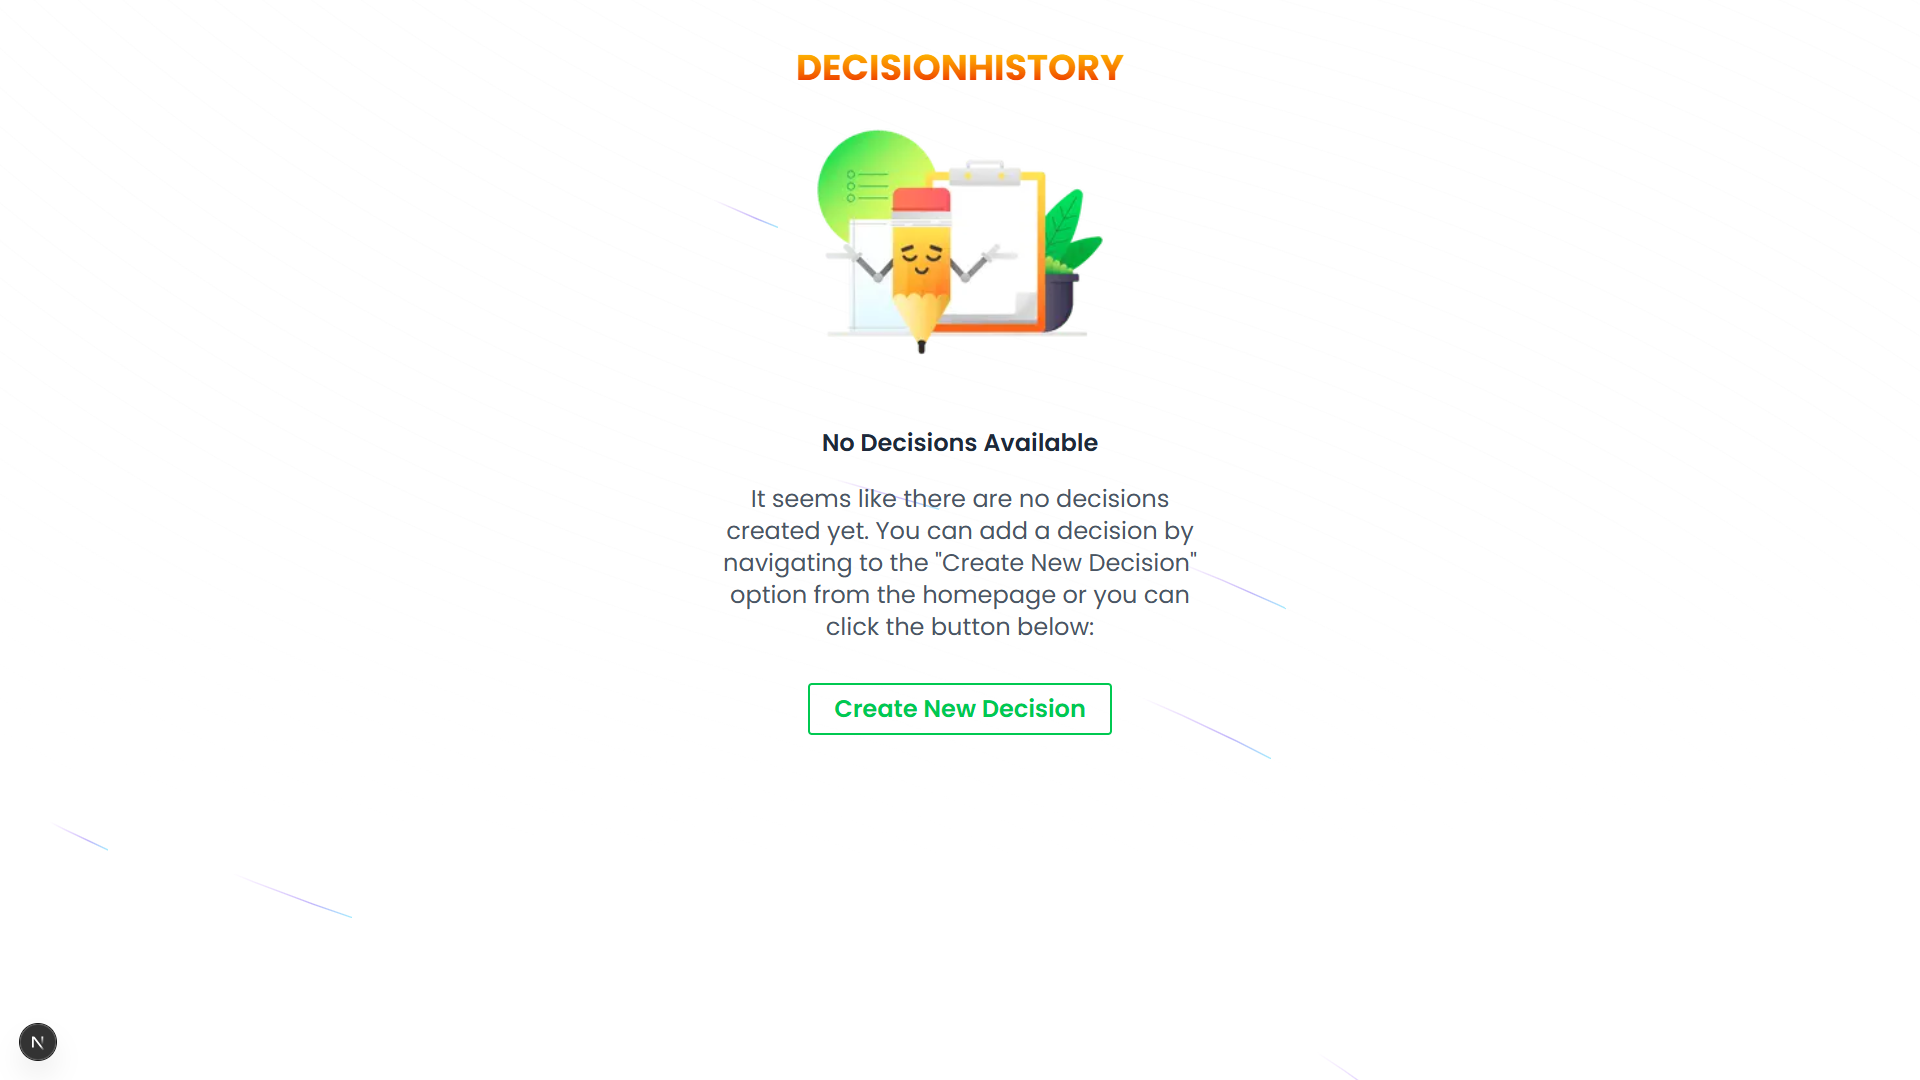 DECISIONHISTORY
No Decisions Available
It seems like there are no decisions
created yet. You can add a decision by
navigating to the "Create New Decision"
option from the homepage or you can
click the button below:
Create New Decision
N